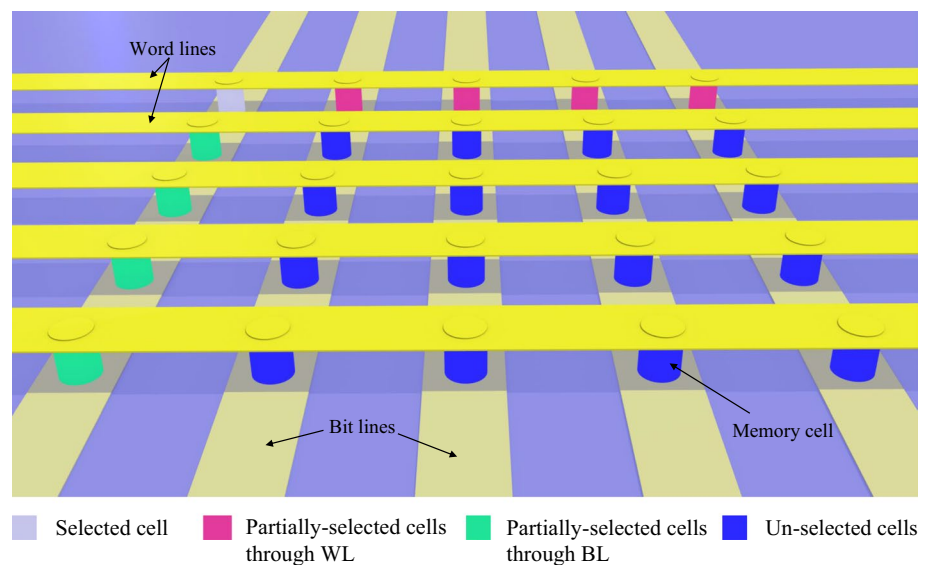 Word lines
Bit lines
Memory cell
Selected cell
Partially-selected cells
through WL
Partially-selected cells
through BL
Un-selected cells